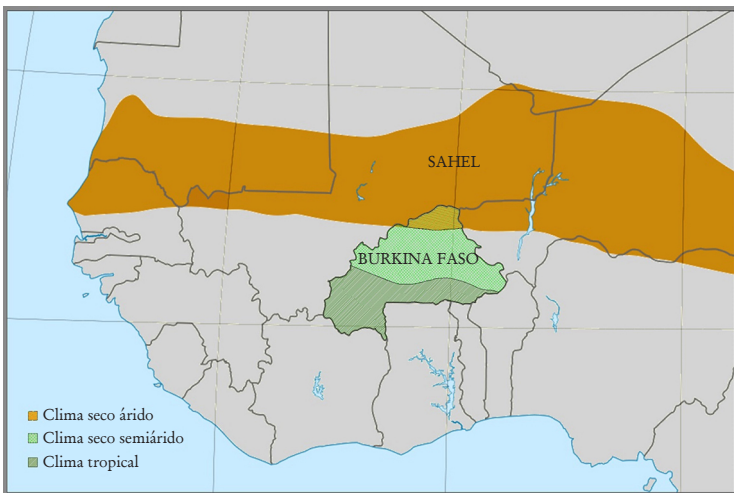 SAHEL
BURKINA FASO
Clima seco árido
Clima seco semiárido
Clima tropical